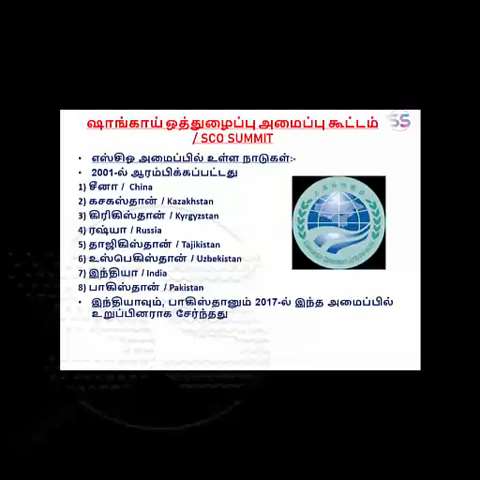 ஷாங்காய் ஒத்துழைப்பு அமைப்பு கூட்டம்
/ SCO SUMMIT
SS
• எஸ்சிஓ அமைப்பில் உள்ள நாடுகள்:-
• 2001-ல் ஆரம்பிக்கப்பட்டது
1) சீனா / China
2) கசகஸ்தான் / Kazakhstan
3) கிரிகிஸ்தான் / Kyrgyzstan
4) ரஷ்யா / Russia
5) தாஜிகிஸ்தான் / Tajikistan
6) உஸ்பெகிஸ்தான் / Uzbekistan
7) இந்தியா / India
8) பாகிஸ்தான் / Pakistan
• இந்தியாவும், பாகிஸ்தானும் 2017-ல் இந்த அமைப்பில்
உறுப்பினராக சேர்ந்தது